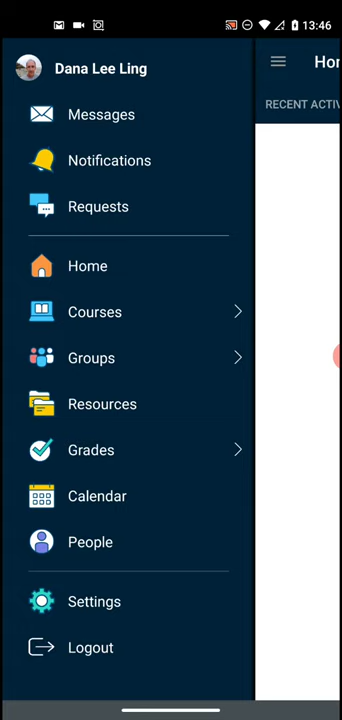 13:46
Dana Lee Ling
Hor
Messages
RECENT ACTIV
Notifications
Requests
Home
Courses
Groups
Resources
Grades
Calendar
People
Settings
Logout